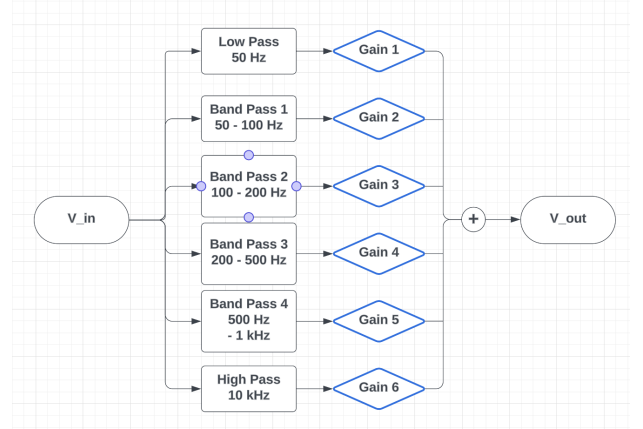 Low Pass
50 Hz
Gain 1
Band Pass 1
50 - 100 Hz
Gain 2
Band Pass 2
100 - 200 Hz
Gain 3
V_in
+
V_out
Band Pass 3
200 - 500 Hz
Gain 4
Band Pass 4
500 Hz
- 1 kHz
Gain 5
High Pass
10 kHz
Gain 6